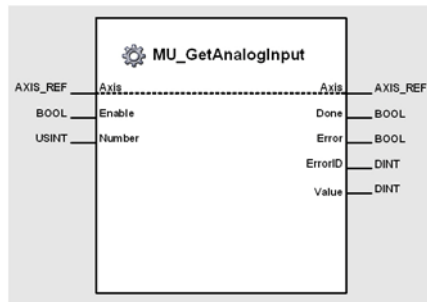 MU_GetAnalogInput
AXIS_REF Axis Axis AXIS_REF
BOOL Enable Done BOOL
USINT Number Error BOOL
ErrorID DINT
Value DINT